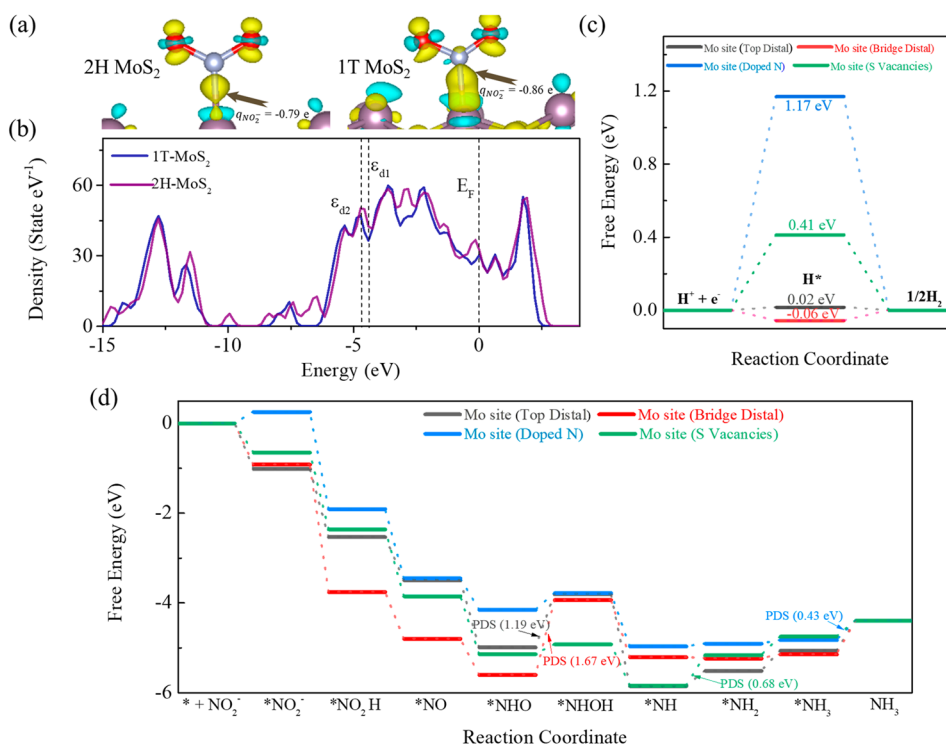 (a)
2H MoS₂
q_NO₂⁻ = -0.79 e
1T MoS₂
q_NO₂⁻ = -0.86 e
(b)
1T-MoS₂
2H-MoS₂
ε_d2
ε_d1
E_F
60
30
0
Density (State eV⁻¹)
-15
-10
-5
0
Energy (eV)
(c)
Mo site (Top Distal)
Mo site (Bridge Distal)
Mo site (Doped N)
Mo site (S Vacancies)
1.2
0.8
0.4
0.0
Free Energy (eV)
1.17 eV
0.41 eV
H*
0.02 eV
-0.06 eV
H⁺ + e⁻
1/2H₂
Reaction Coordinate
(d)
Mo site (Top Distal)
Mo site (Bridge Distal)
Mo site (Doped N)
Mo site (S Vacancies)
0
-2
-4
-6
Free Energy (eV)
PDS (1.19 eV)
PDS (1.67 eV)
PDS (0.68 eV)
PDS (0.43 eV)
* + NO₂⁻
*NO₂⁻
*NO₂H
*NO
*NHO
*NHOH
*NH
*NH₂
*NH₃
NH₃
Reaction Coordinate